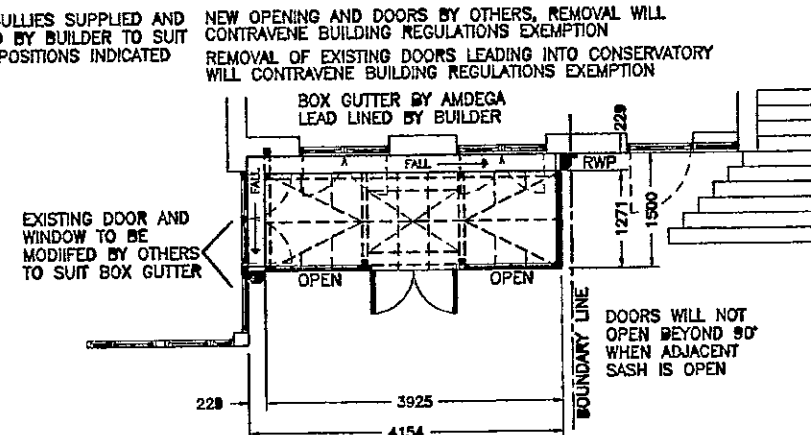 ULLIES SUPPLIED AND
BY BUILDER TO SUIT
POSITIONS INDICATED
NEW OPENING AND DOORS BY OTHERS, REMOVAL WILL
CONTRAVENE BUILDING REGULATIONS EXEMPTION
REMOVAL OF EXISTING DOORS LEADING INTO CONSERVATORY
WILL CONTRAVENE BUILDING REGULATIONS EXEMPTION
BOX GUTTER BY AMDEGA
LEAD LINED BY BUILDER
229
FALL
RWP
FALL
1271
1500
EXISTING DOOR AND
WINDOW TO BE
MODIIFED BY OTHERS
TO SUIT BOX GUTTER
OPEN
OPEN
BOUNDARY LINE
DOORS WILL NOT
OPEN BEYOND 90°
WHEN ADJACENT
SASH IS OPEN
229
3925
4154